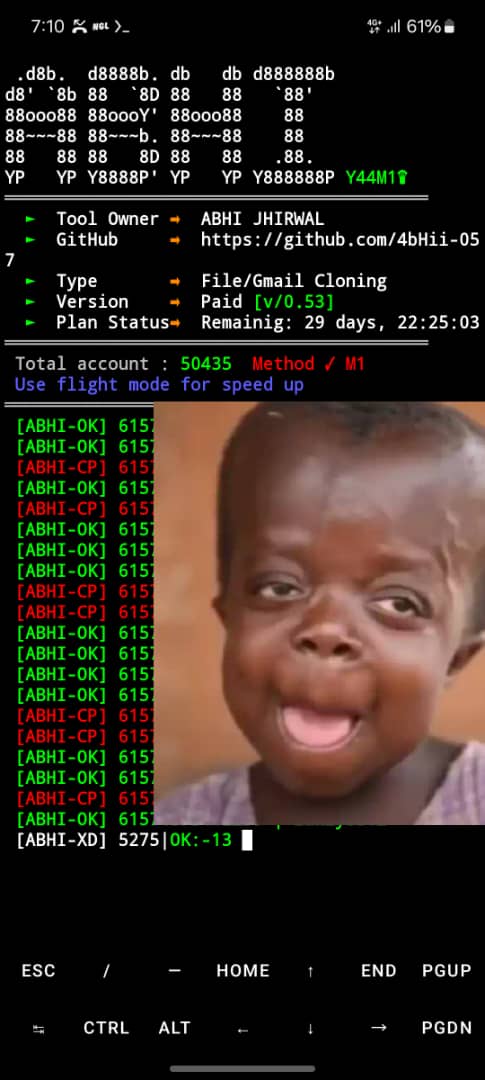 7:10 NGL >_ 4G+ 61%
.d8b. d8888b. db db d888888b
d8' `8b 88 `8D 88 88 `88'
88ooo88 88oooY' 88ooo88 88
88~~~88 88~~~b. 88~~~88 88
88 88 88 8D 88 88 .88.
YP YP Y8888P' YP YP Y888888P Y44M1
► Tool Owner ➡ ABHI JHIRWAL
► GitHub ➡ https://github.com/4bHii-05
7
► Type ➡ File/Gmail Cloning
► Version ➡ Paid [v/0.53]
► Plan Status➡ Remainig: 29 days, 22:25:03
Total account : 50435 Method ✓ M1
Use flight mode for speed up
[ABHI-OK] 6157
[ABHI-OK] 6157
[ABHI-CP] 6157
[ABHI-OK] 6157
[ABHI-CP] 6157
[ABHI-OK] 6157
[ABHI-OK] 6157
[ABHI-OK] 6157
[ABHI-CP] 6157
[ABHI-CP] 6157
[ABHI-OK] 6157
[ABHI-OK] 6157
[ABHI-OK] 6157
[ABHI-OK] 6157
[ABHI-CP] 6157
[ABHI-CP] 6157
[ABHI-OK] 6157
[ABHI-OK] 6157
[ABHI-CP] 6157
[ABHI-OK] 6157
[ABHI-XD] 5275|OK:-13
ESC / — HOME ↑ END PGUP
↹ CTRL ALT ← ↓ → PGDN